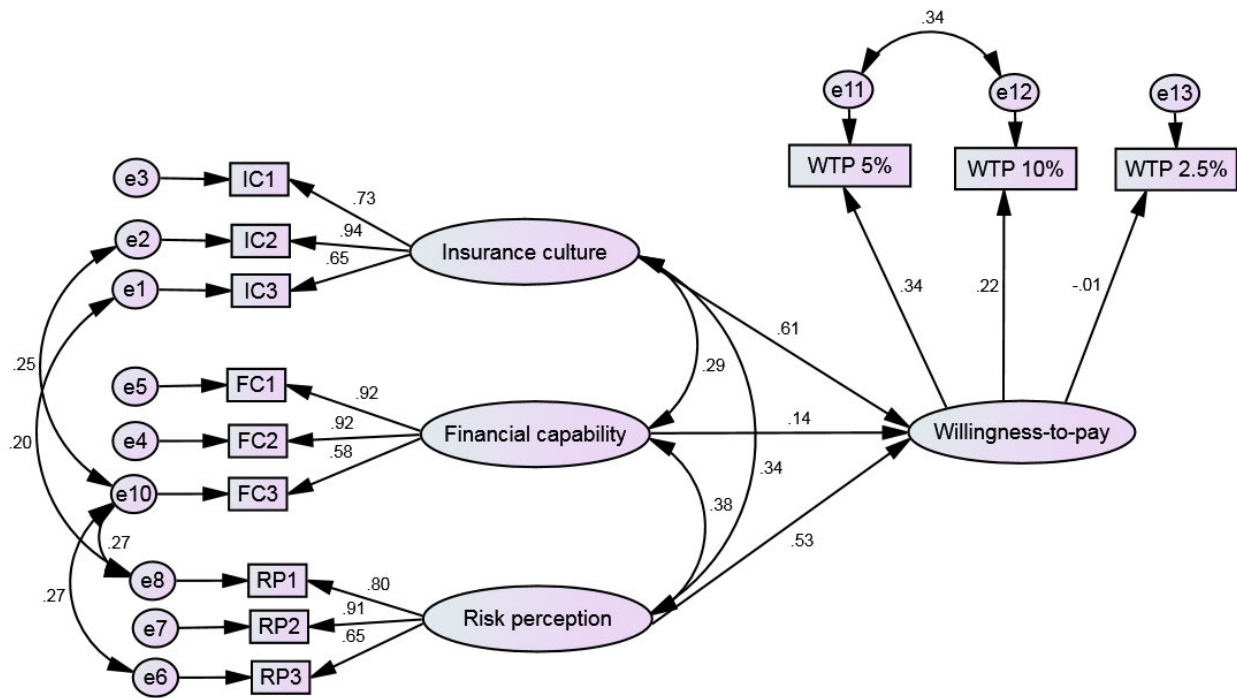 .34
e11
e12
e13
WTP 5%
WTP 10%
WTP 2.5%
e3
IC1
.73
e2
IC2
.94
Insurance culture
e1
IC3
.65
.34
.22
-.01
.61
.25
.29
e5
FC1
.92
e4
FC2
.92
Financial capability
.14
Willingness-to-pay
.20
.58
.34
e10
FC3
.38
.27
.53
.27
e8
RP1
.80
e7
RP2
.91
Risk perception
.65
e6
RP3